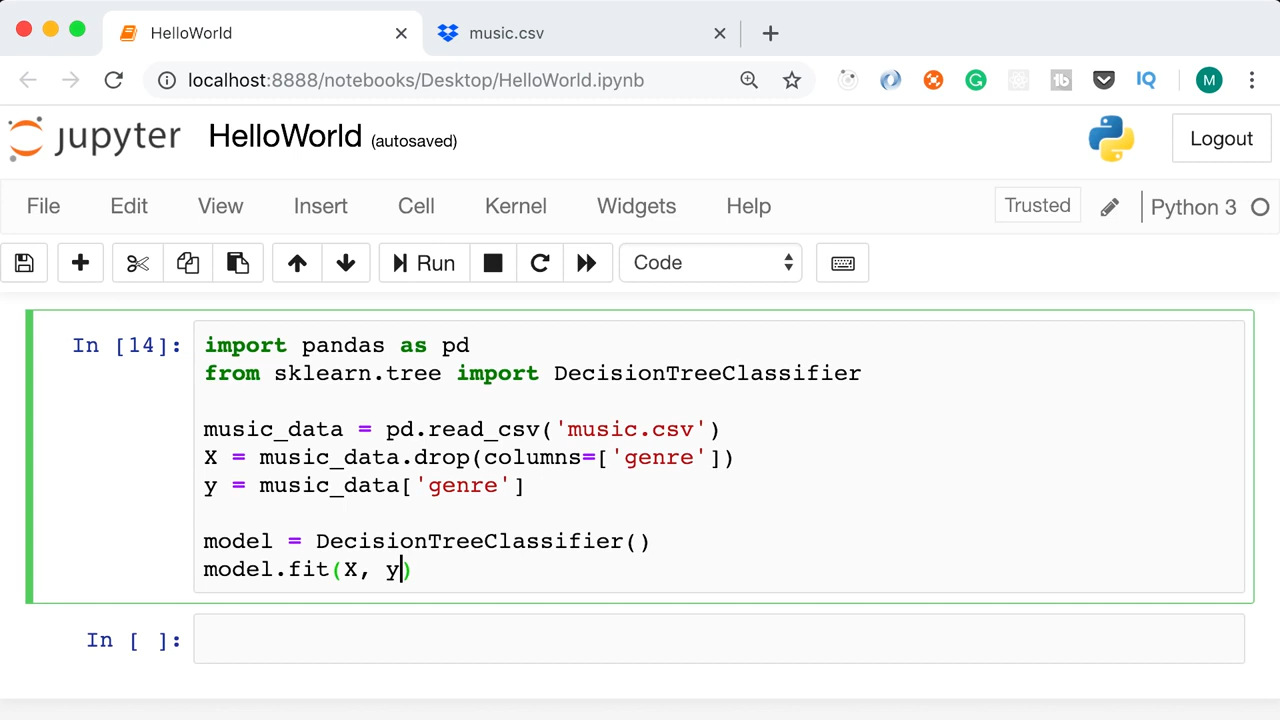 HelloWorld
music.csv
localhost:8888/notebooks/Desktop/HelloWorld.ipynb
tb
IQ
M
jupyter HelloWorld (autosaved)
Logout
File Edit View Insert Cell Kernel Widgets Help
Trusted
Python 3
Run
Code
In [14]:
import pandas as pd
from sklearn.tree import DecisionTreeClassifier
music_data = pd.read_csv('music.csv')
X = music_data.drop(columns=['genre'])
y = music_data['genre']
model = DecisionTreeClassifier()
model.fit(X, y)
In [ ]: